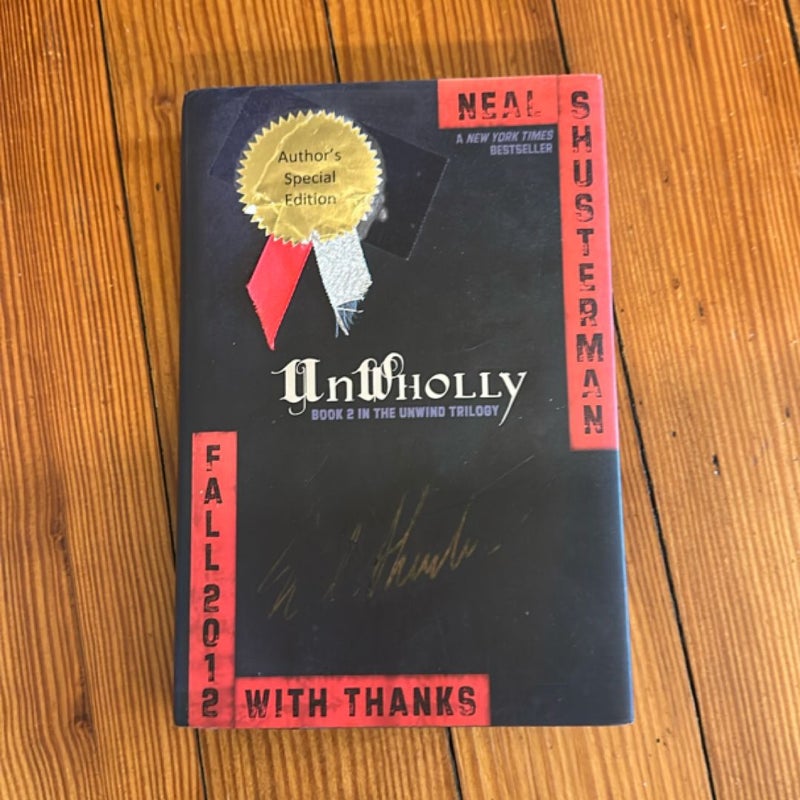 NEAL
SHUSTERMAN
A NEW YORK TIMES
BESTSELLER
Author's
Special
Edition
UnWholly
BOOK 2 IN THE UNWIND TRILOGY
FALL 2012
WITH THANKS